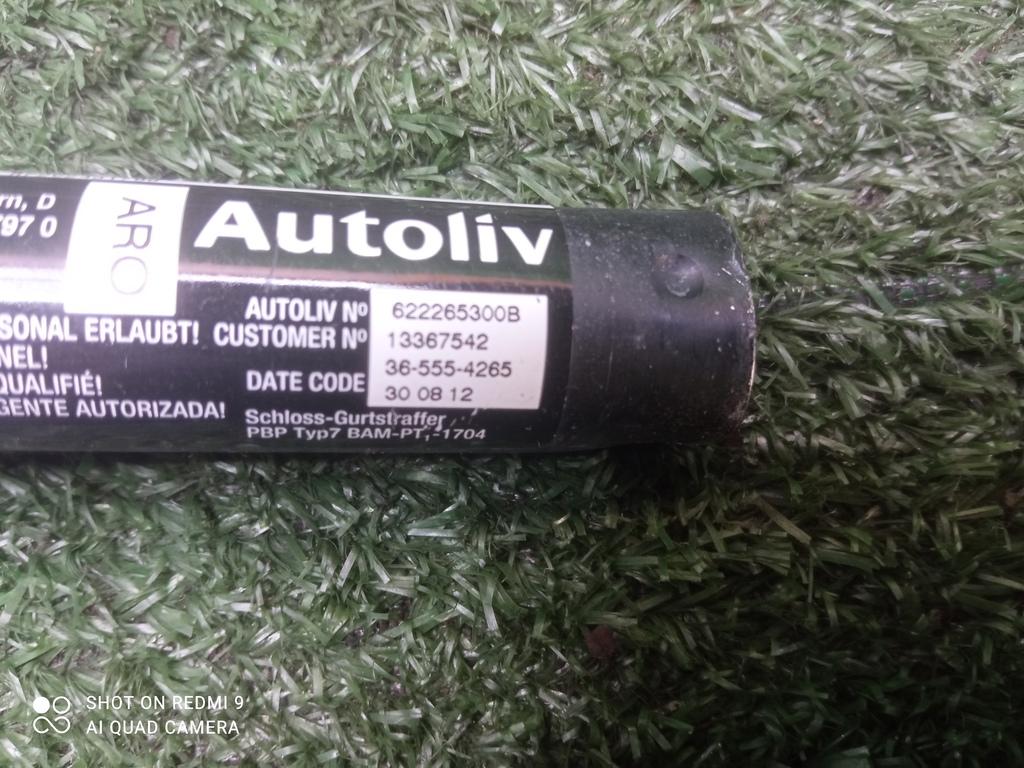 rn, D
797 0
ARO
Autoliv
AUTOLIV Nº 622265300B
SONAL ERLAUBT! CUSTOMER Nº 13367542
NEL!
36-555-4265
QUALIFIÉ!
DATE CODE 30 08 12
GENTE AUTORIZADA!
Schloss-Gurtstraffer
PBP Typ7 BAM-PT,-1704
SHOT ON REDMI 9
AI QUAD CAMERA